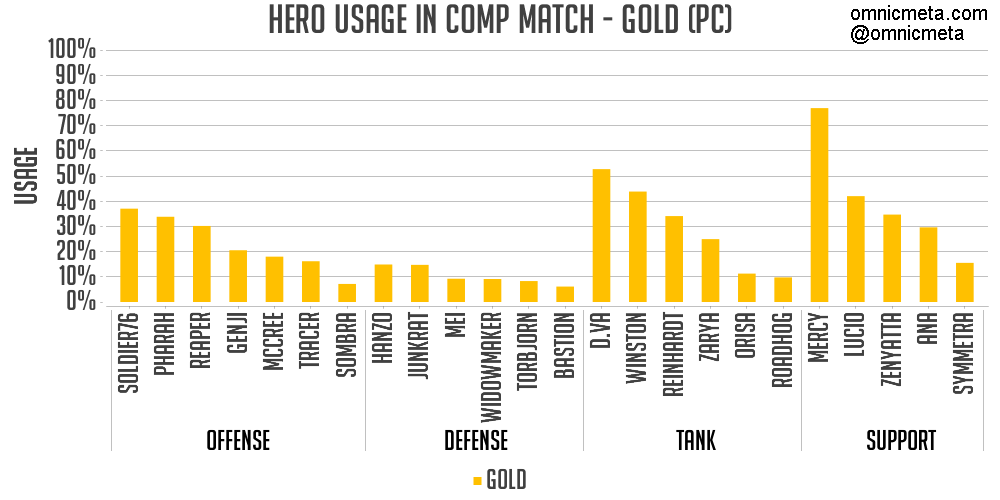 HERO USAGE IN COMP MATCH - GOLD (PC)
omnicmeta.com
@omnicmeta
USAGE
100%
90%
80%
70%
60%
50%
40%
30%
20%
10%
0%
SOLDIER76
PHARAH
REAPER
GENJI
MCCREE
TRACER
SOMBRA
HANZO
JUNKRAT
MEI
WIDOWMAKER
TORBJORN
BASTION
D.VA
WINSTON
REINHARDT
ZARYA
ORISA
ROADHOG
MERCY
LUCIO
ZENYATTA
ANA
SYMMETRA
OFFENSE
DEFENSE
TANK
SUPPORT
GOLD